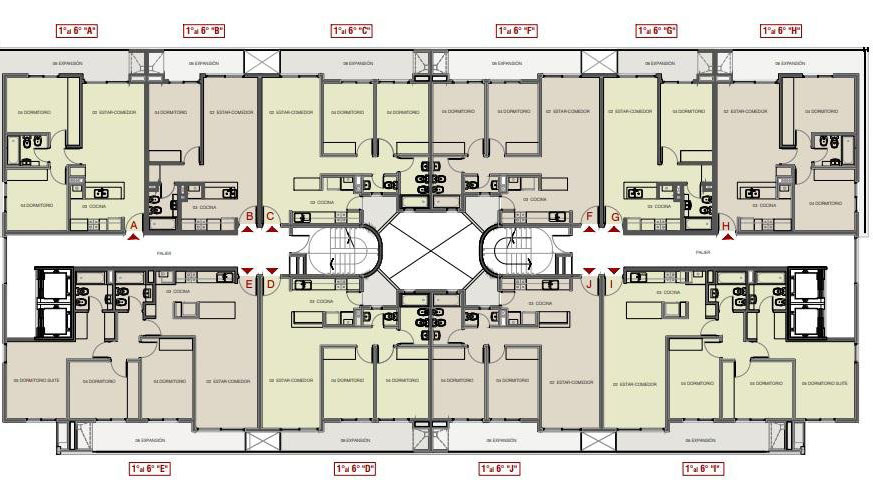 1° al 6° "A"
1° al 6° "B"
1° al 6° "C"
1° al 6° "F"
1° al 6° "G"
1° al 6° "H"
06 EXPANSIÓN
06 EXPANSIÓN
06 EXPANSIÓN
06 EXPANSIÓN
06 EXPANSIÓN
06 EXPANSIÓN
04 DORMITORIO
02 ESTAR-COMEDOR
04 DORMITORIO
02 ESTAR-COMEDOR
02 ESTAR-COMEDOR
04 DORMITORIO
04 DORMITORIO
04 DORMITORIO
04 DORMITORIO
02 ESTAR-COMEDOR
02 ESTAR-COMEDOR
04 DORMITORIO
02 ESTAR-COMEDOR
04 DORMITORIO
04 DORMITORIO
03 COCINA
03 COCINA
03 COCINA
03 COCINA
03 COCINA
03 COCINA
04 DORMITORIO
A
B
C
F
G
H
PALIER
PALIER
E
D
J
I
03 COCINA
03 COCINA
03 COCINA
03 COCINA
05 DORMITORIO SUITE
04 DORMITORIO
04 DORMITORIO
02 ESTAR-COMEDOR
02 ESTAR-COMEDOR
04 DORMITORIO
04 DORMITORIO
04 DORMITORIO
04 DORMITORIO
02 ESTAR-COMEDOR
02 ESTAR-COMEDOR
04 DORMITORIO
04 DORMITORIO
05 DORMITORIO SUITE
06 EXPANSIÓN
06 EXPANSIÓN
06 EXPANSIÓN
06 EXPANSIÓN
1° al 6° "E"
1° al 6° "D"
1° al 6° "J"
1° al 6° "I"